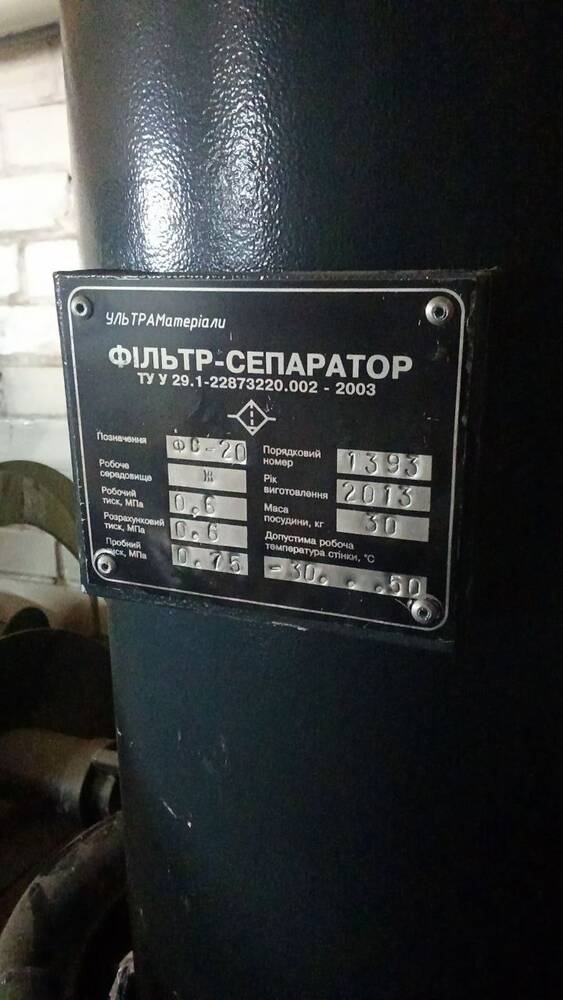 УЛЬТРАМатеріали
ФІЛЬТР-СЕПАРАТОР
ТУ У 29.1-22873220.002 - 2003
Позначення ФС-20
Робоче
середовище Ж
Робочий
тиск, МПа 0,6
Розрахунковий
тиск, МПа 0.6
Пробний
тиск, МПа 0.75
Порядковий
номер 1393
Рік
виготовлення 2013
Маса
посудини, кг 30
Допустима робоча
температура стінки, °С
-30...50